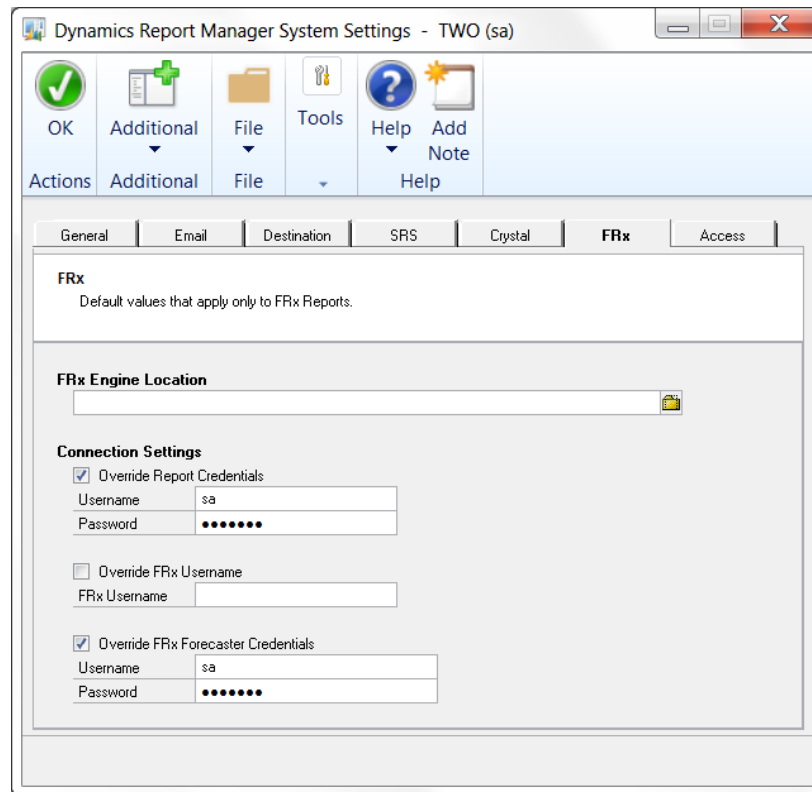 Dynamics Report Manager System Settings  -  TWO (sa)
OK Additional File Tools Help Add Note
Actions Additional File Help
General Email Destination SRS Crystal FRx Access
FRx
Default values that apply only to FRx Reports.
FRx Engine Location
Connection Settings
Override Report Credentials
Username sa
Password •••••••
Override FRx Username
FRx Username
Override FRx Forecaster Credentials
Username sa
Password •••••••